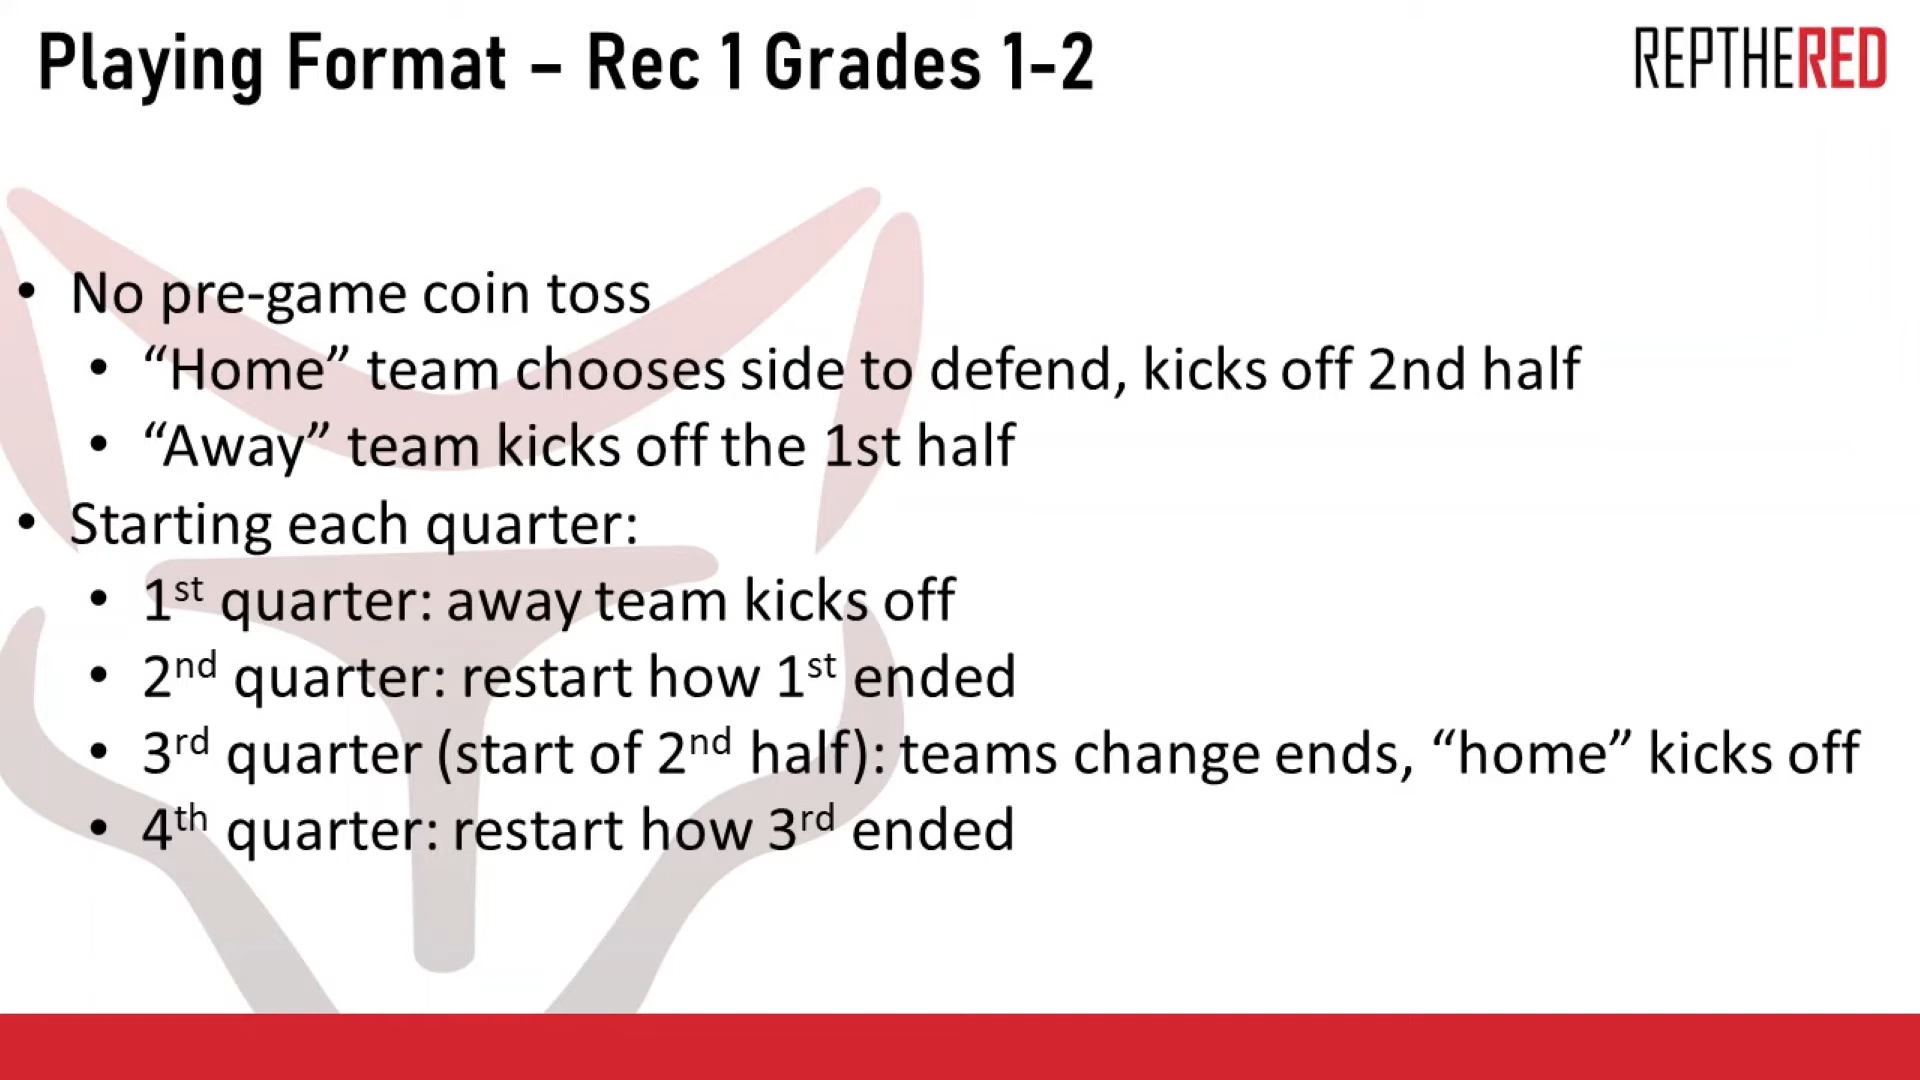 Playing Format – Rec 1 Grades 1-2
REPTHERED
• No pre-game coin toss
• “Home” team chooses side to defend, kicks off 2nd half
• “Away” team kicks off the 1st half
• Starting each quarter:
• 1st quarter: away team kicks off
• 2nd quarter: restart how 1st ended
• 3rd quarter (start of 2nd half): teams change ends, “home” kicks off
• 4th quarter: restart how 3rd ended